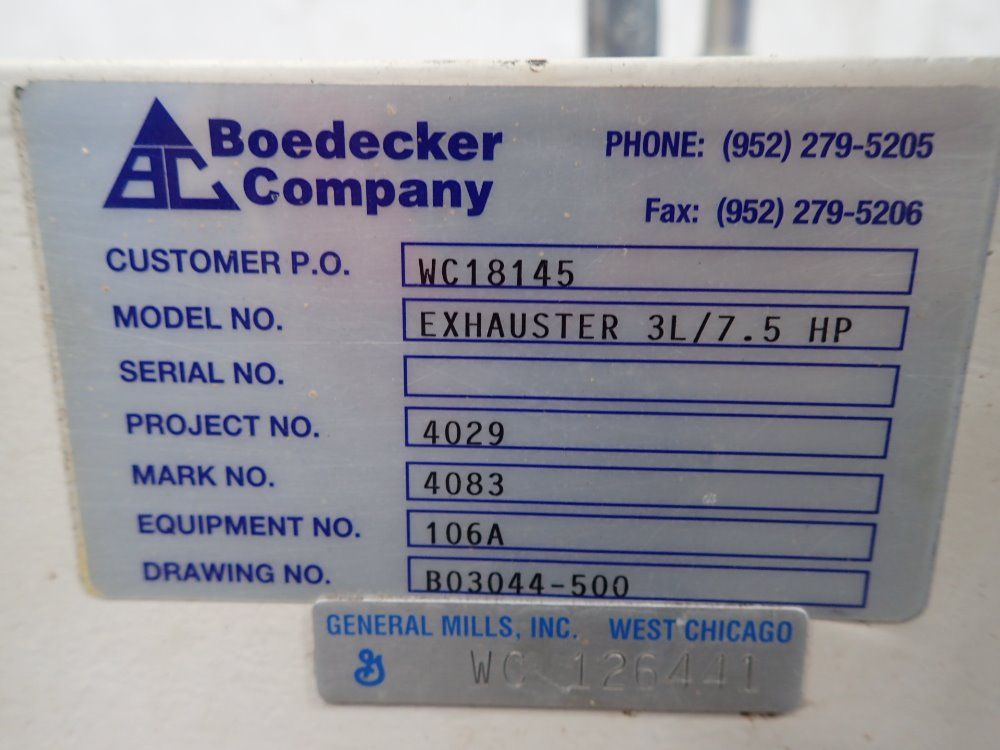 BC Boedecker Company
PHONE: (952) 279-5205
Fax: (952) 279-5206
CUSTOMER P.O. WC18145
MODEL NO. EXHAUSTER 3L/7.5 HP
SERIAL NO.
PROJECT NO. 4029
MARK NO. 4083
EQUIPMENT NO. 106A
DRAWING NO. B03044-500
GENERAL MILLS, INC. WEST CHICAGO
G WC 126441